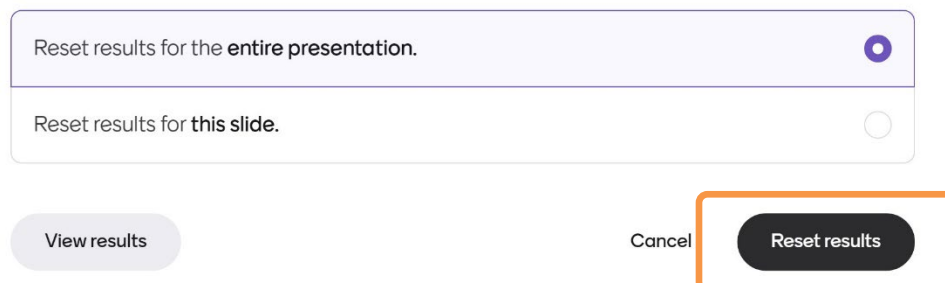 Reset results for the entire presentation.
Reset results for this slide.
View results Cancel Reset results